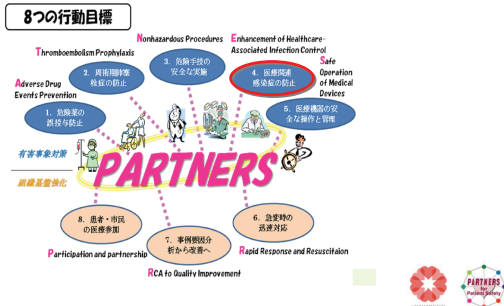 8つの行動目標
Nonhazardous Procedures
Enhancement of Healthcare-
Associated Infection Control
Thromboembolism Prophylaxis
Safe
Operation
of Medical
Devices
Adverse Drug
Events Prevention
1. 危険薬の
誤投与防止
2. 周術期肺塞
栓症の防止
3. 危険手技の
安全な実施
4. 医療関連
感染症の防止
5. 医療機器の安
全な操作と管理
有害事象対策
PARTNERS
組織基盤強化
8. 患者・市民
の医療参加
7. 事例要因分
析から改善へ
6. 急変時の
迅速対応
Participation and partnership
RCA to Quality Improvement
Rapid Response and Resuscitaion
PARTNERS
for
Patient Safety